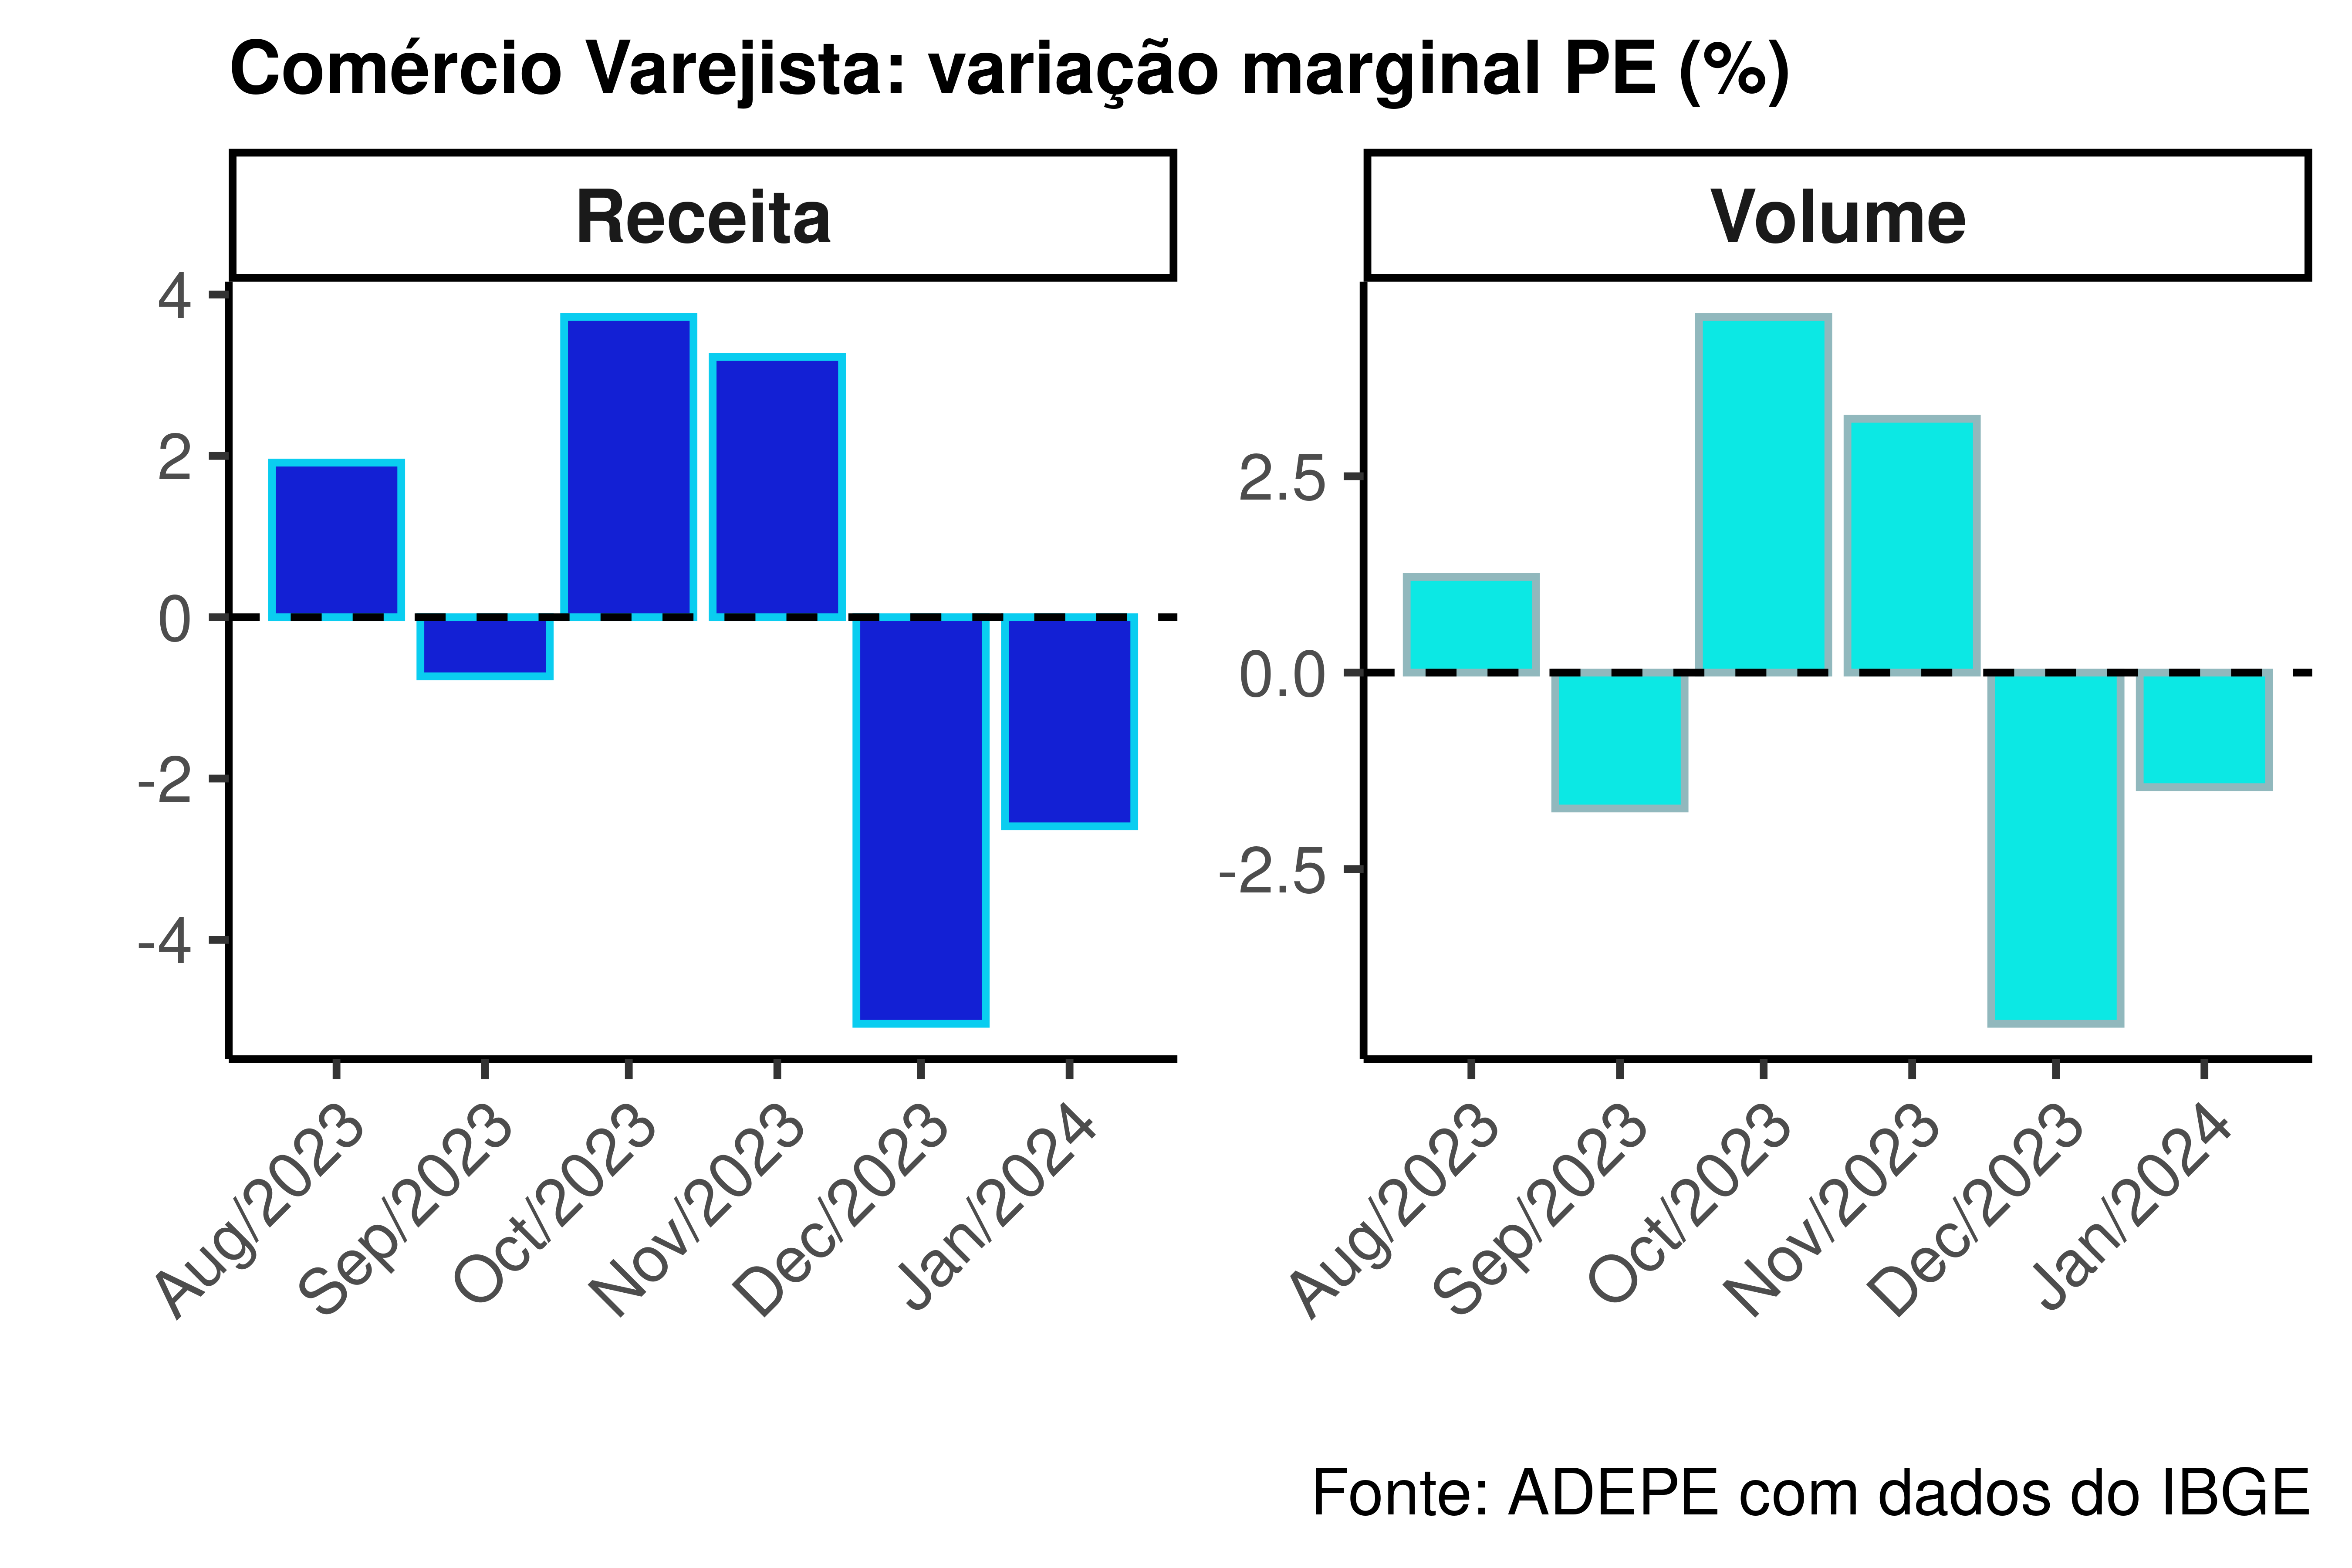 Comércio Varejista: variação marginal PE (%)
Receita
4
2
0
-2
-4
Aug/2023
Sep/2023
Oct/2023
Nov/2023
Dec/2023
Jan/2024
Volume
2.5
0.0
-2.5
Aug/2023
Sep/2023
Oct/2023
Nov/2023
Dec/2023
Jan/2024
Fonte: ADEPE com dados do IBGE